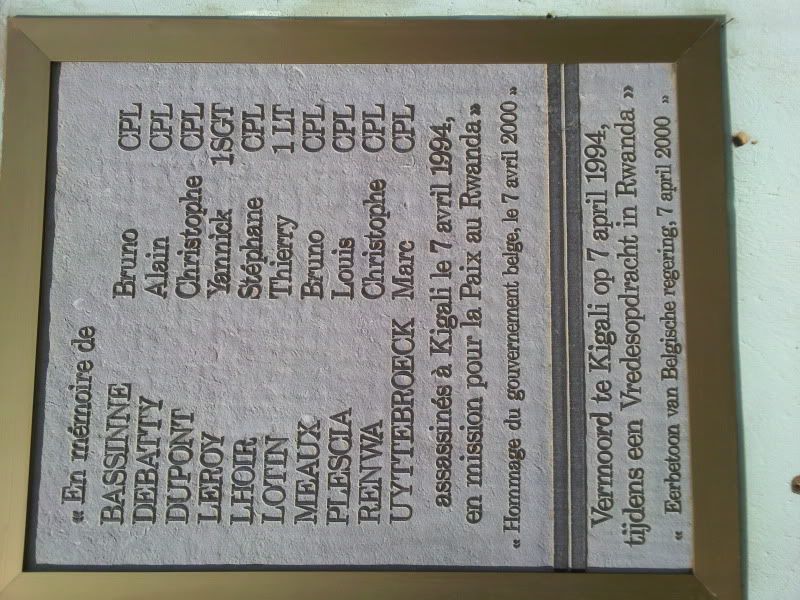 « En mémoire de
BASSINNE Bruno CPL
DEBATTY Alain CPL
DUPONT Christophe CPL
LEROY Yannick 1SGT
LHOIR Stéphane CPL
LOTIN Thierry 1 LT
MEAUX Bruno CPL
PLESCIA Louis CPL
RENWA Christophe CPL
UYTTEBROECK Marc CPL
assassinés à Kigali le 7 avril 1994,
en mission pour la Paix au Rwanda »
« Hommage du gouvernement belge, le 7 avril 2000 »
Vermoord te Kigali op 7 april 1994,
tijdens een Vredesopdracht in Rwanda »
« Eerbetoon van Belgische regering, 7 april 2000 »